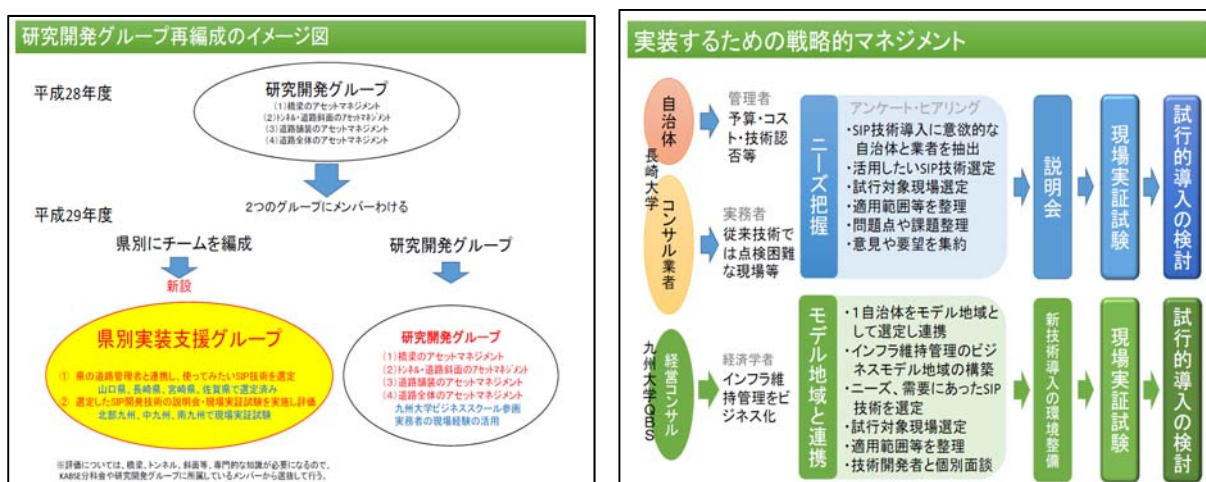 研究開発グループ再編成のイメージ図
平成28年度
研究開発グループ
(1)橋梁のアセットマネジメント
(2)トンネル・道路斜面のアセットマネジメント
(3)道路舗装のアセットマネジメント
(4)道路全体のアセットマネジメント
2つのグループにメンバーわける
平成29年度
県別にチームを編成
新設
県別実装支援グループ
① 県の道路管理者と連携し、使ってみたいSIP技術を選定
山口県、長崎県、宮崎県、佐賀県で選定済み
② 選定したSIP開発技術の説明会・現場実証試験を実施し評価
北部九州、中九州、南九州で現場実証試験
研究開発グループ
研究開発グループ
(1)橋梁のアセットマネジメント
(2)トンネル・道路斜面のアセットマネジメント
(3)道路舗装のアセットマネジメント
(4)道路全体のアセットマネジメント
九州大学ビジネススクール参画
実務者の現場経験の活用
※評価については、橋梁、トンネル、斜面等、専門的な知識が必要になるので、
KABSE分科会や研究開発グループに所属しているメンバーから選抜して行う。
実装するための戦略的マネジメント
長崎大学
自治体
管理者
予算・コス
ト・技術認
否等
コンサル業者
実務者
従来技術で
は点検困難
な現場等
ニーズ把握
アンケート・ヒアリング
・SIP技術導入に意欲的な
自治体と業者を抽出
・活用したいSIP技術選定
・試行対象現場選定
・適用範囲等を整理
・問題点や課題整理
・意見や要望を集約
説明会
現場実証試験
試行的導入の検討
九州大学QBS
経営コンサル
経済学者
インフラ維
持管理をビ
ジネス化
モデル地域と連携
・1自治体をモデル地域と
して選定し連携
・インフラ維持管理のビジ
ネスモデル地域の構築
・ニーズ、需要にあったSIP
技術を選定
・試行対象現場選定
・適用範囲等を整理
・技術開発者と個別面談
新技術導入の環境整備
現場実証試験
試行的導入の検討